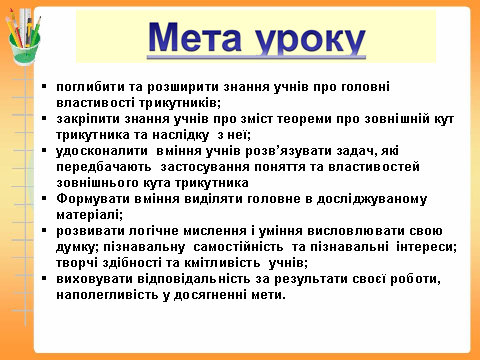 Мета уроку
▪ поглибити та розширити знання учнів про головні
властивості трикутників;
▪ закріпити знання учнів про зміст теореми про зовнішній кут
трикутника та наслідку з неї;
▪ удосконалити вміння учнів розв’язувати задач, які
передбачають застосування поняття та властивостей
зовнішнього кута трикутника
▪ Формувати вміння виділяти головне в досліджуваному
матеріалі;
▪ розвивати логічне мислення і уміння висловлювати свою
думку; пізнавальну самостійність та пізнавальні інтереси;
творчі здібності та кмітливість учнів;
▪ виховувати відповідальність за результати своєї роботи,
наполегливість у досягненні мети.